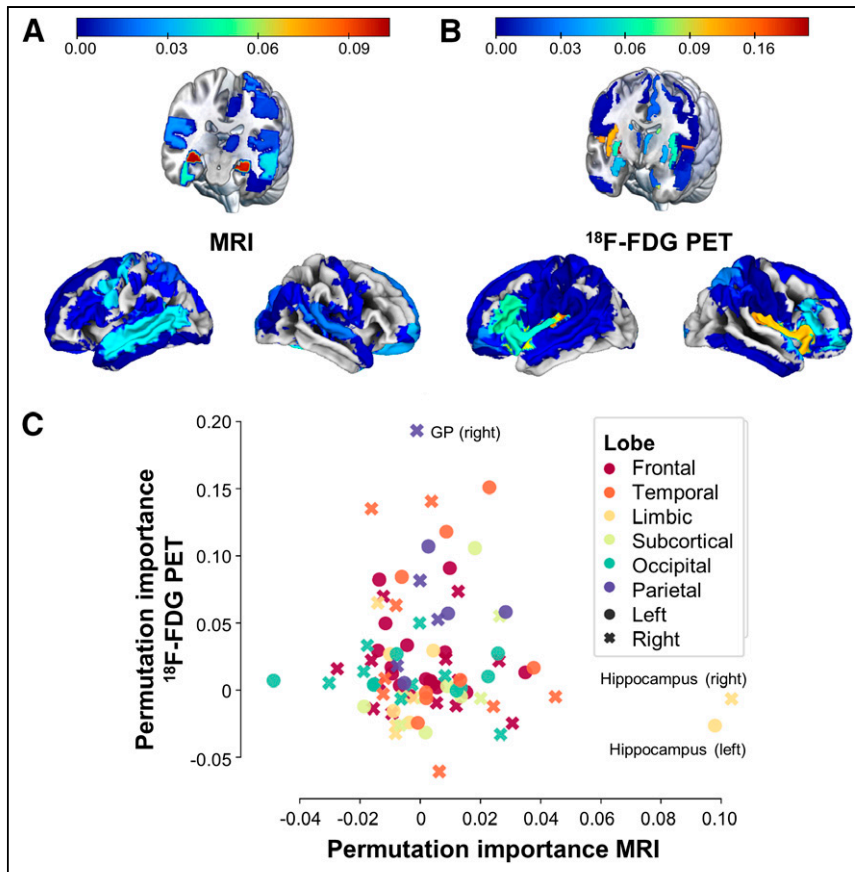 A
0.00 0.03 0.06 0.09
B
0.00 0.03 0.06 0.09 0.16
MRI
18F-FDG PET
C
Permutation importance
18F-FDG PET
0.20
0.15
0.10
0.05
0
-0.05
GP (right)
Lobe
Frontal
Temporal
Limbic
Subcortical
Occipital
Parietal
Left
Right
Hippocampus (right)
Hippocampus (left)
-0.04 -0.02 0 0.02 0.04 0.06 0.08 0.10
Permutation importance MRI